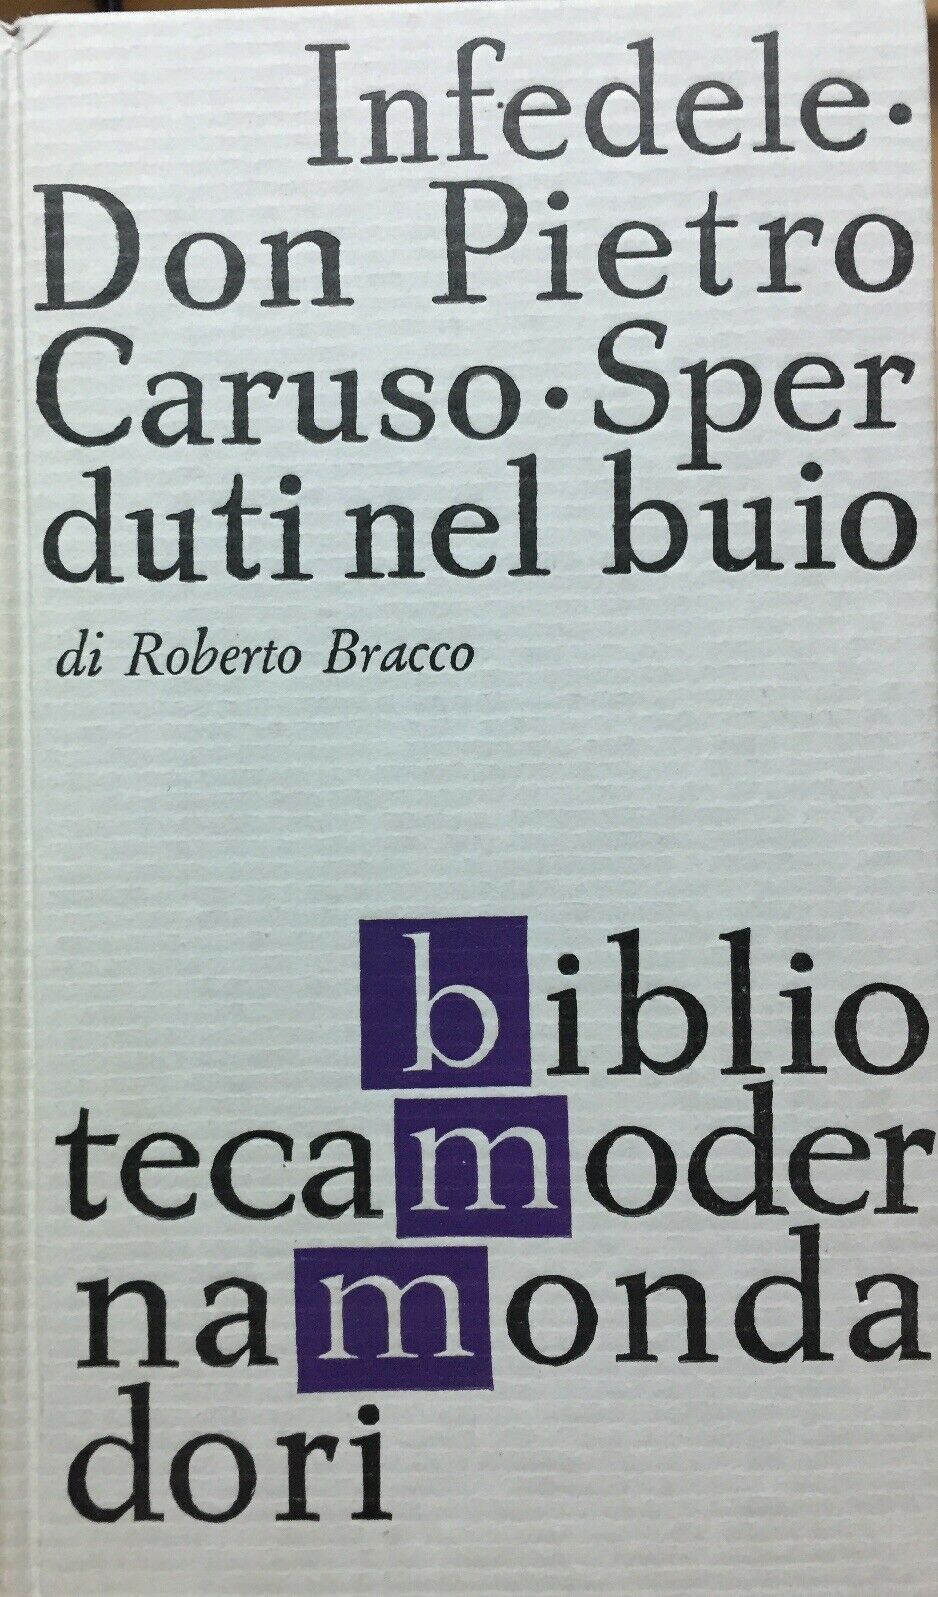 Infedele·
Don Pietro
Caruso·Sper
duti nel buio
di Roberto Bracco
biblio
tecamoder
namonda
dori